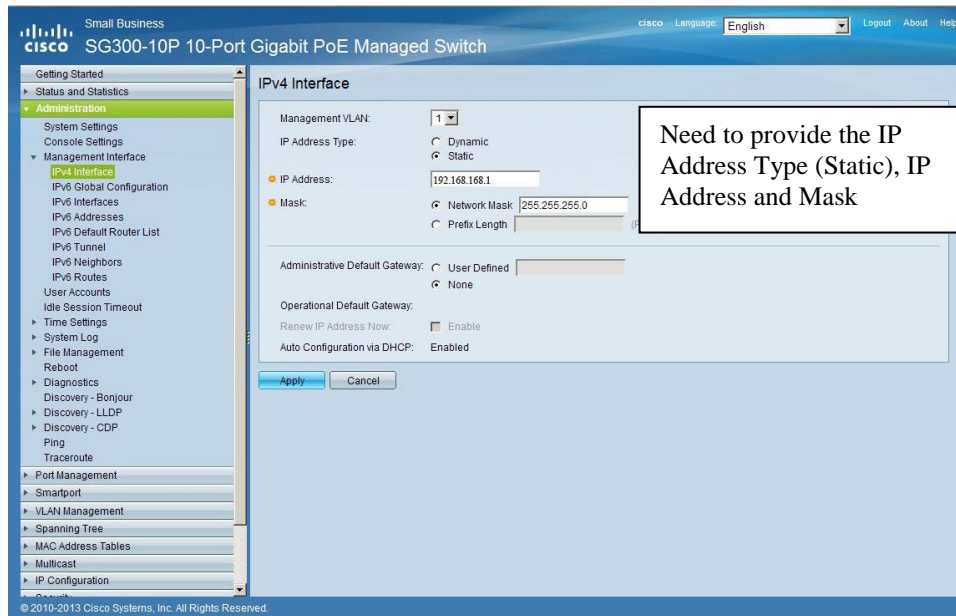 Small Business
cisco Language: English Logout About Help
CISCO SG300-10P 10-Port Gigabit PoE Managed Switch
Getting Started
Status and Statistics
Administration
System Settings
Console Settings
Management Interface
IPv4 Interface
IPv6 Global Configuration
IPv6 Interfaces
IPv6 Addresses
IPv6 Default Router List
IPv6 Tunnel
IPv6 Neighbors
IPv6 Routes
User Accounts
Idle Session Timeout
Time Settings
System Log
File Management
Reboot
Diagnostics
Discovery - Bonjour
Discovery - LLDP
Discovery - CDP
Ping
Traceroute
Port Management
Smartport
VLAN Management
Spanning Tree
MAC Address Tables
Multicast
IP Configuration
IPv4 Interface
Management VLAN: 1
IP Address Type: Dynamic
Static
IP Address: 192.168.168.1
Mask: Network Mask 255.255.255.0
Prefix Length
Administrative Default Gateway: User Defined
None
Operational Default Gateway:
Renew IP Address Now: Enable
Auto Configuration via DHCP: Enabled
Apply Cancel
Need to provide the IP
Address Type (Static), IP
Address and Mask
© 2010-2013 Cisco Systems, Inc. All Rights Reserved.